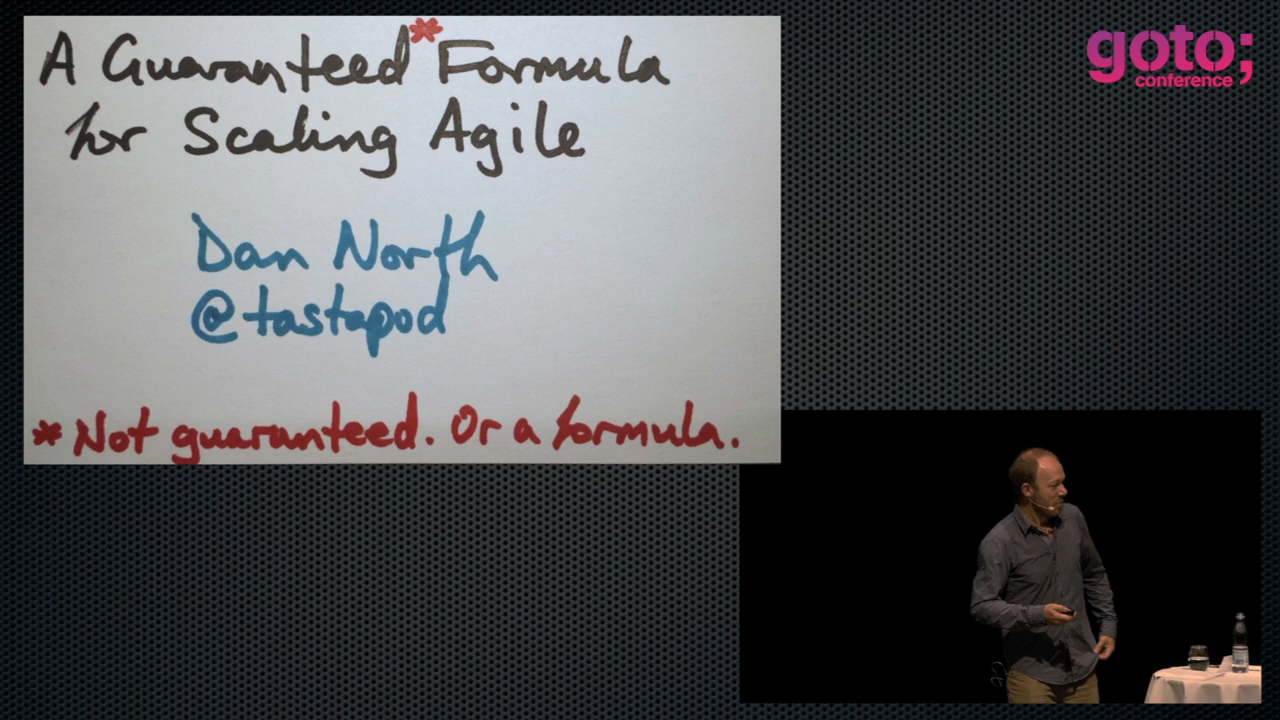 A Guaranteed* Formula
for Scaling Agile
Dan North
@tastapod
* Not guaranteed. Or a formula.
goto;
conference